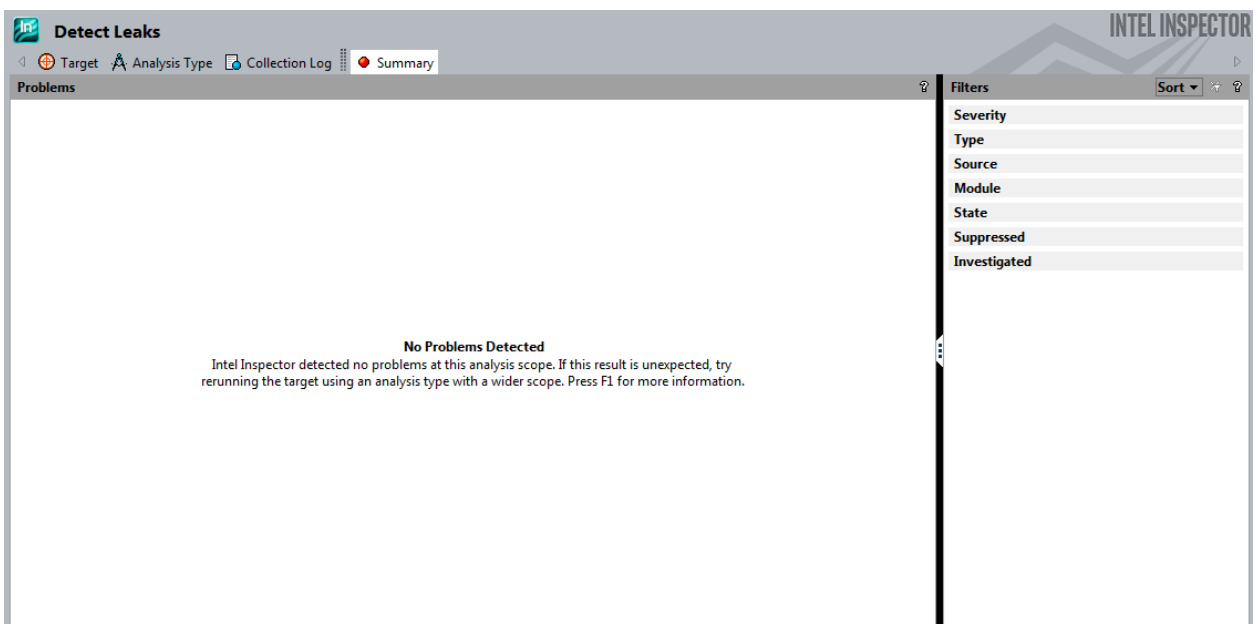 Detect Leaks
INTEL INSPECTOR
Target Analysis Type Collection Log Summary
Problems ?
Filters Sort ?
Severity
Type
Source
Module
State
Suppressed
Investigated
No Problems Detected
Intel Inspector detected no problems at this analysis scope. If this result is unexpected, try
rerunning the target using an analysis type with a wider scope. Press F1 for more information.